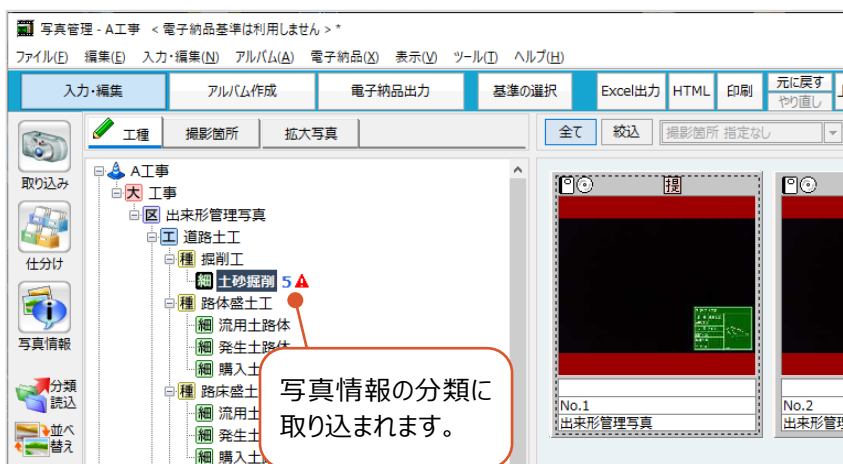 写真管理 - A工事 < 電子納品基準は利用しません > *
ファイル(F) 編集(E) 入力・編集(N) アルバム(A) 電子納品(X) 表示(V) ツール(T) ヘルプ(H)
入力・編集 アルバム作成 電子納品出力 基準の選択 Excel出力 HTML 印刷 元に戻す
やり直し
工種 撮影箇所 拡大写真 全て 絞込 撮影箇所 指定なし
取り込み
仕分け
写真情報
分類
読込
並べ
替え
A工事
大 工事
区 出来形管理写真
工 道路土工
種 掘削工
細 土砂掘削 5
種 路体盛土工
細 流用土路体
細 発生土路体
細 購入土
種 路床盛土
細 流用土
細 発生土
細 購入土
写真情報の分類に
取り込まれます。
提
No.1
出来形管理写真
No.2
出来形管理